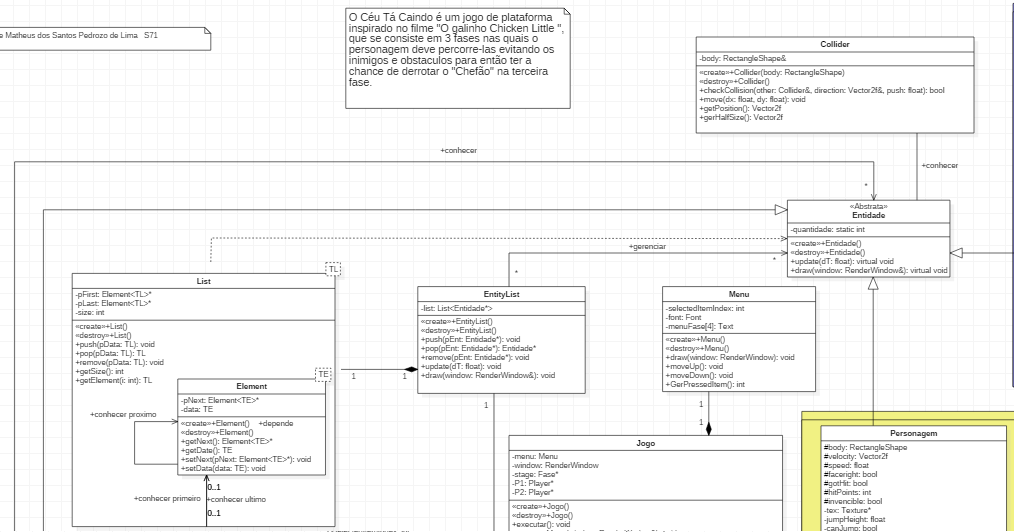 e Matheus dos Santos Pedrozo de Lima   S71
O Céu Tá Caindo é um jogo de plataforma
inspirado no filme "O galinho Chicken Little ",
que se consiste em 3 fases nas quais o
personagem deve percorre-las evitando os
inimigos e obstaculos para então ter a
chance de derrotar o "Chefão" na terceira
fase.
Collider
-body: RectangleShape&
«create»+Collider(body: RectangleShape)
«destroy»+Collider()
+checkCollision(other: Collider&, direction: Vector2f&, push: float): bool
+move(dx: float, dy: float): void
+getPosition(): Vector2f
+gerHalfSize(): Vector2f
+conhecer
+conhecer
*
«Abstrata»
Entidade
-quantidade: static int
«create»+Entidade()
«destroy»+Entidade()
+update(dT: float): virtual void
+draw(window: RenderWindow&): virtual void
+gerenciar
*
*
TL
List
-pFirst: Element<TL>*
-pLast: Element<TL>*
-size: int
«create»+List()
«destroy»+List()
+push(pData: TL): void
+pop(pData: TL): TL
+remove(pData: TL): void
+getSize(): int
+getElement(i: int): TL
TE
Element
-pNext: Element<TE>*
-data: TE
«create»+Element()
+depende
«destroy»+Element()
+getNext(): Element<TE>*
+getDate(): TE
+setNext(pNext: Element<TE>*): void
+setData(data: TE): void
+conhecer proximo
0..1
+conhecer primeiro
+conhecer ultimo
0..1
EntityList
-list: List<Entidade*>
«create»+EntityList()
«destroy»+EntityList()
+push(pEnt: Entidade*): void
+pop(pEnt: Entidade*): Entidade*
+remove(pEnt: Entidade*): void
+update(dT: float): void
+draw(window: RenderWindow&): void
1
1
1
Menu
-selectedItemIndex: int
-font: Font
-menuFase[4]: Text
«create»+Menu()
«destroy»+Menu()
+draw(window: RenderWindow): void
+moveUp(): void
+moveDown(): void
+GerPressedItem(): int
1
1
Jogo
-menu: Menu
-window: RenderWindow
-stage: Fase*
-P1: Player*
-P2: Player*
«create»+Jogo()
«destroy»+Jogo()
+executar(): void
Personagem
#body: RectangleShape
#velocity: Vector2f
#speed: float
#faceright: bool
#gotHit: bool
#hitPoints: int
#invencible: bool
-tex: Texture*
-jumpHeight: float
-canJump: bool